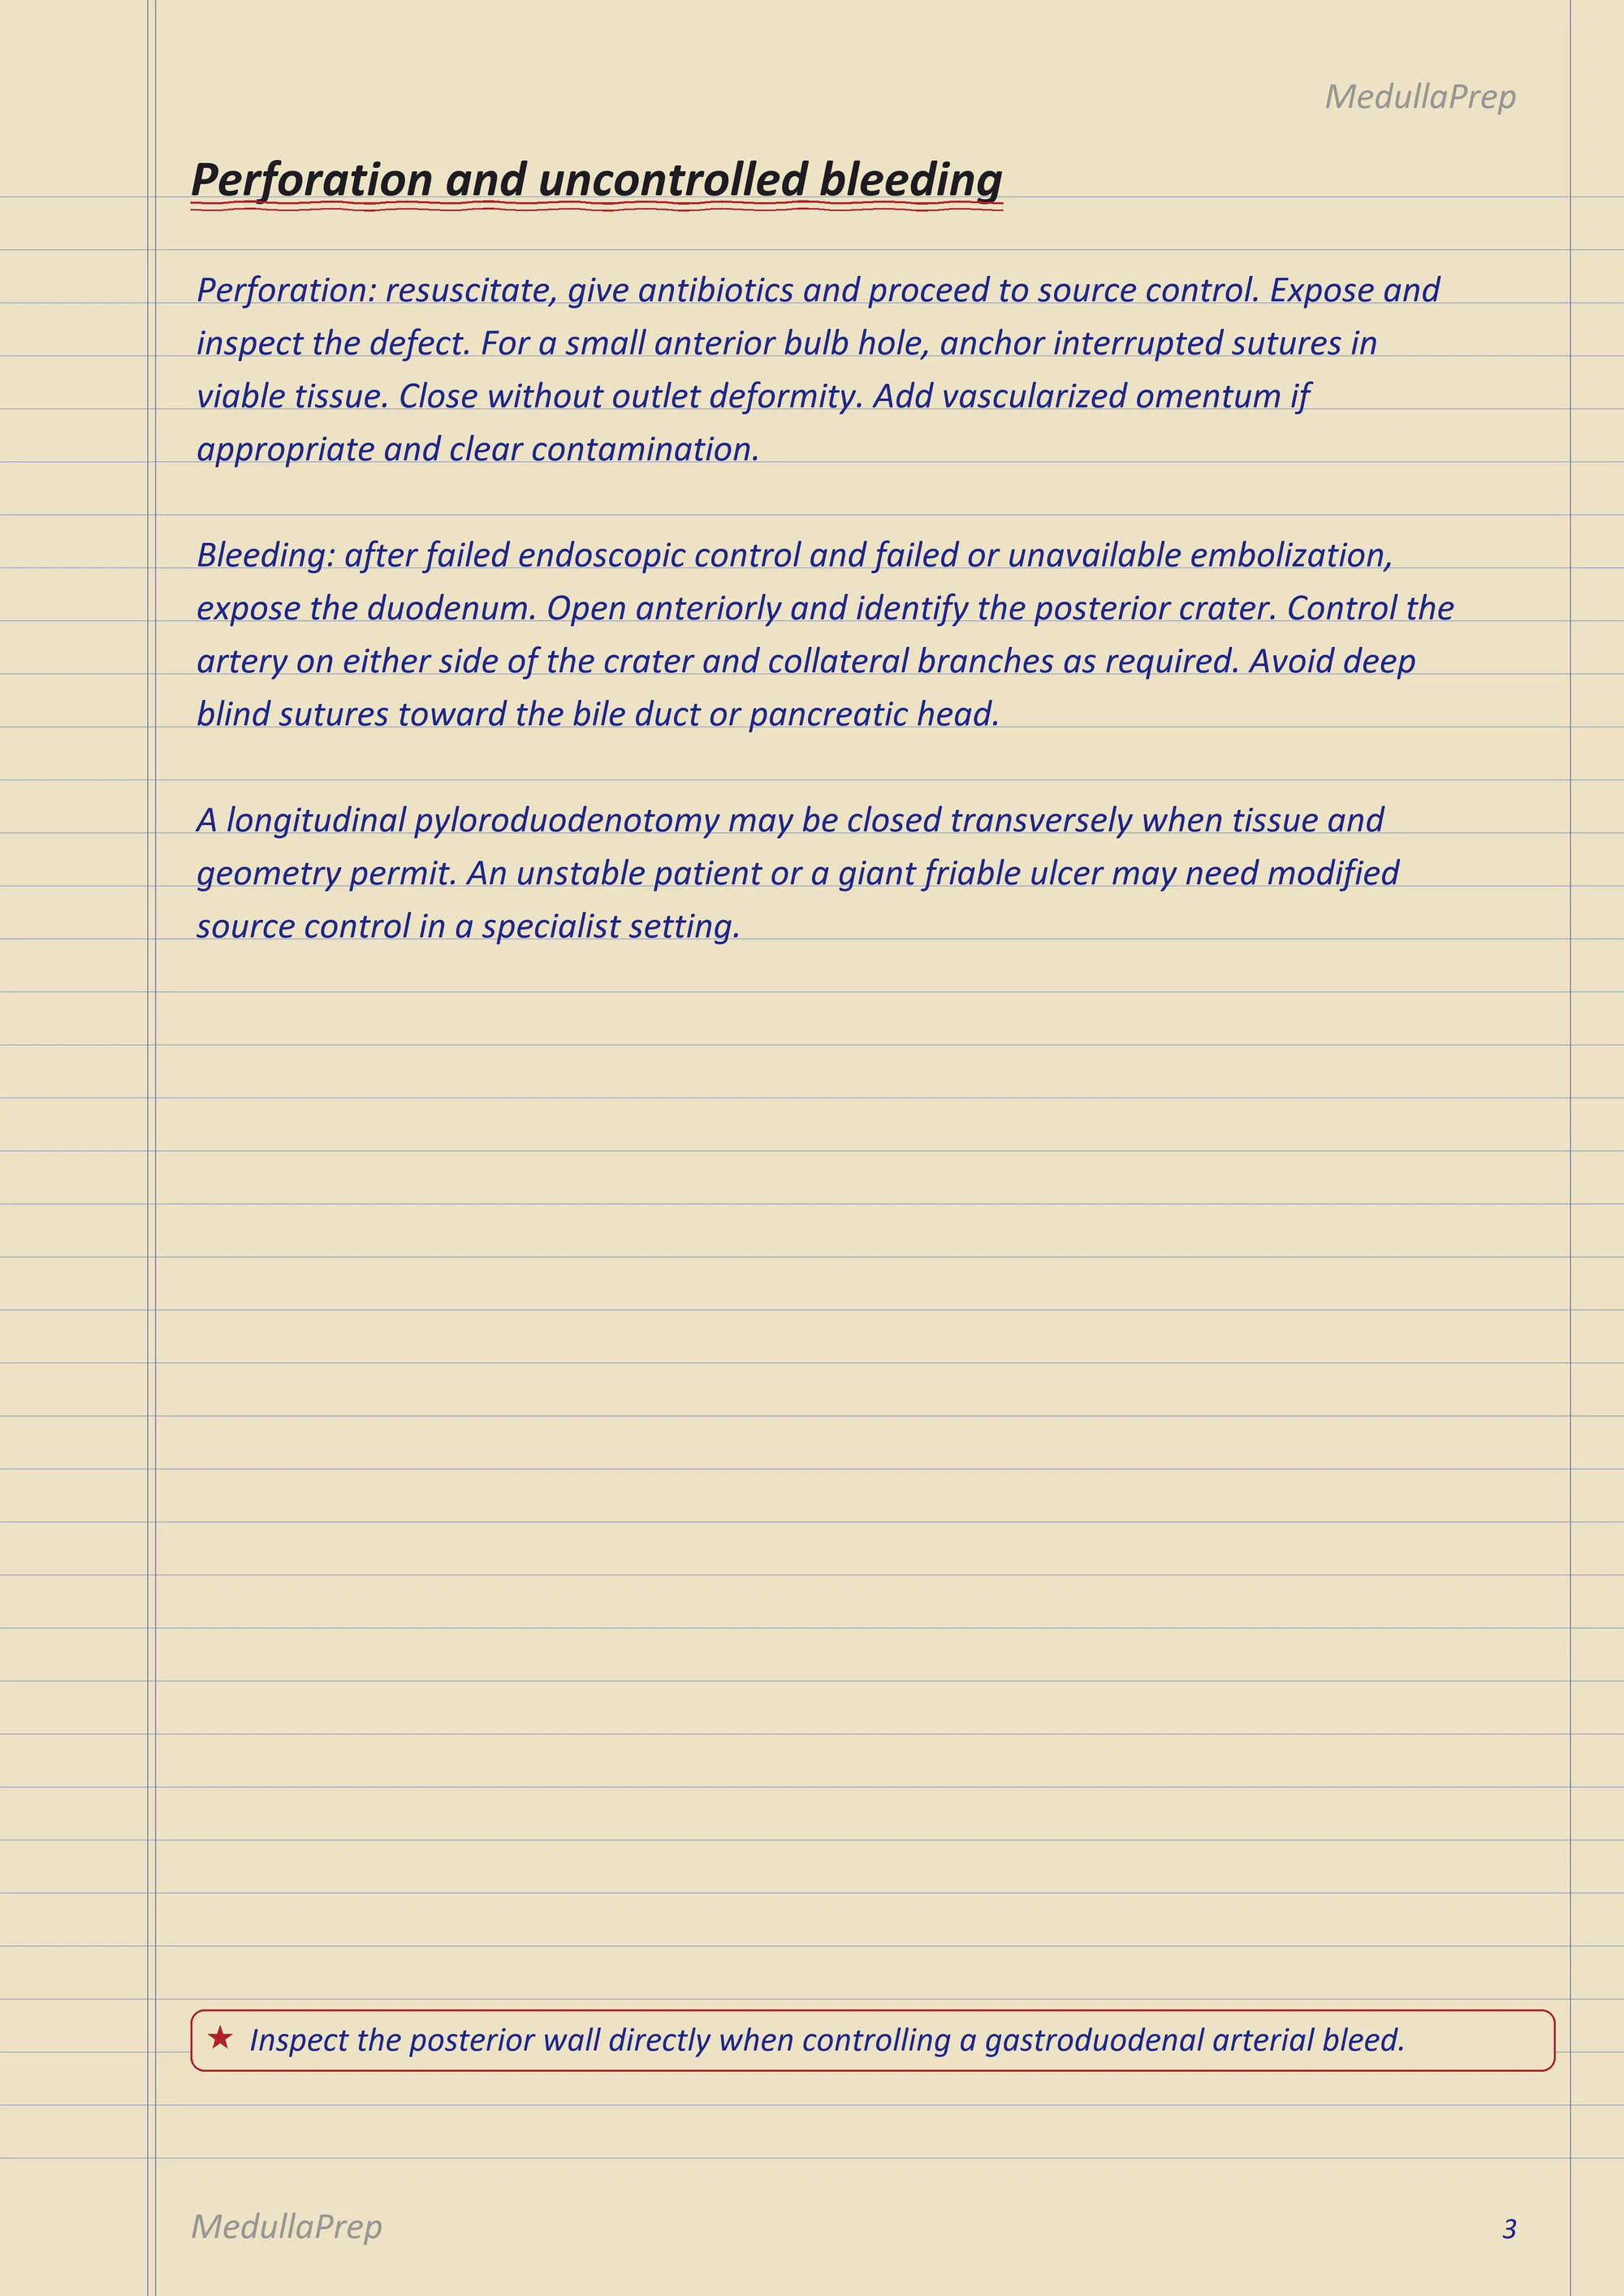 MedullaPrep
Perforation and uncontrolled bleeding
Perforation: resuscitate, give antibiotics and proceed to source control. Expose and
inspect the defect. For a small anterior bulb hole, anchor interrupted sutures in
viable tissue. Close without outlet deformity. Add vascularized omentum if
appropriate and clear contamination.
Bleeding: after failed endoscopic control and failed or unavailable embolization,
expose the duodenum. Open anteriorly and identify the posterior crater. Control the
artery on either side of the crater and collateral branches as required. Avoid deep
blind sutures toward the bile duct or pancreatic head.
A longitudinal pyloroduodenotomy may be closed transversely when tissue and
geometry permit. An unstable patient or a giant friable ulcer may need modified
source control in a specialist setting.
★ Inspect the posterior wall directly when controlling a gastroduodenal arterial bleed.
MedullaPrep
3